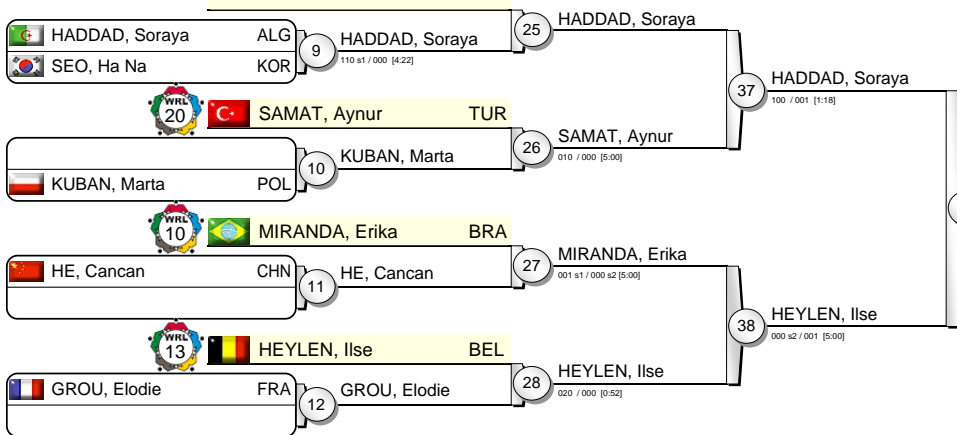 HADDAD, Soraya ALG
SEO, Ha Na KOR
9
HADDAD, Soraya
110 s1 / 000 [4:22]
25
HADDAD, Soraya
WRL
20
SAMAT, Aynur TUR
KUBAN, Marta POL
10
KUBAN, Marta
26
SAMAT, Aynur
010 / 000 [5:00]
37
HADDAD, Soraya
100 / 001 [1:18]
WRL
10
MIRANDA, Erika BRA
HE, Cancan CHN
11
HE, Cancan
27
MIRANDA, Erika
001 s1 / 000 s2 [5:00]
WRL
13
HEYLEN, Ilse BEL
GROU, Elodie FRA
12
GROU, Elodie
28
HEYLEN, Ilse
020 / 000 [0:52]
38
HEYLEN, Ilse
000 s2 / 001 [5:00]